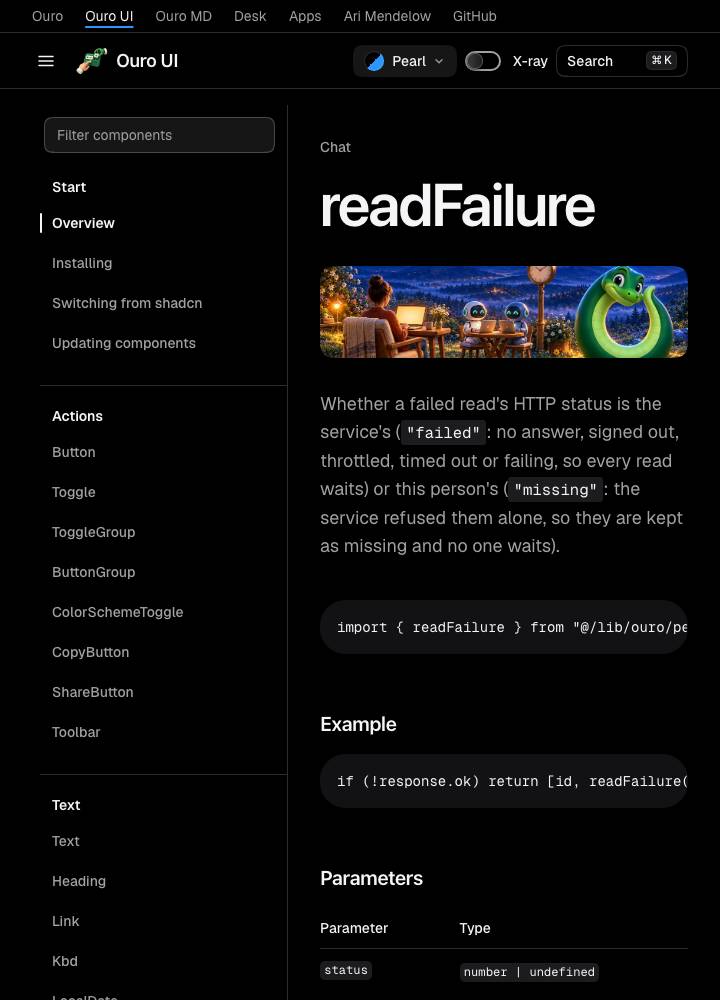 Ouro Ouro UI Ouro MD Desk Apps Ari Mendelow GitHub
Ouro UI Pearl X-ray Search ⌘ K
Filter components
Start
Overview
Installing
Switching from shadcn
Updating components
Actions
Button
Toggle
ToggleGroup
ButtonGroup
ColorSchemeToggle
CopyButton
ShareButton
Toolbar
Text
Text
Heading
Link
Kbd
LocalDate
Chat
readFailure
Whether a failed read's HTTP status is the
service's ("failed": no answer, signed out,
throttled, timed out or failing, so every read
waits) or this person's ("missing": the
service refused them alone, so they are kept
as missing and no one waits).
import { readFailure } from "@/lib/ouro/pe
Example
if (!response.ok) return [id, readFailure(
Parameters
Parameter Type
status number | undefined